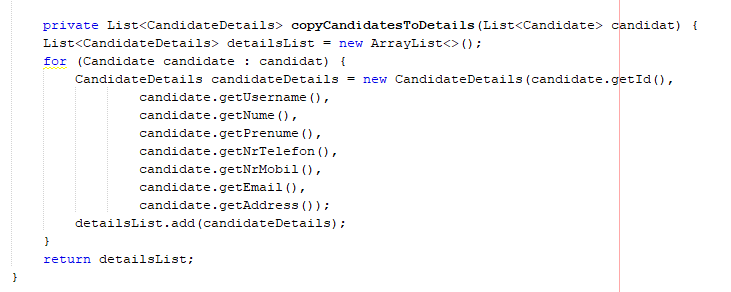 private List<CandidateDetails> copyCandidatesToDetails(List<Candidate> candidat) {
List<CandidateDetails> detailsList = new ArrayList<>();
for (Candidate candidate : candidat) {
CandidateDetails candidateDetails = new CandidateDetails(candidate.getId(),
candidate.getUsername(),
candidate.getNume(),
candidate.getPrenume(),
candidate.getNrTelefon(),
candidate.getNrMobil(),
candidate.getEmail(),
candidate.getAddress());
detailsList.add(candidateDetails);
}
return detailsList;
}